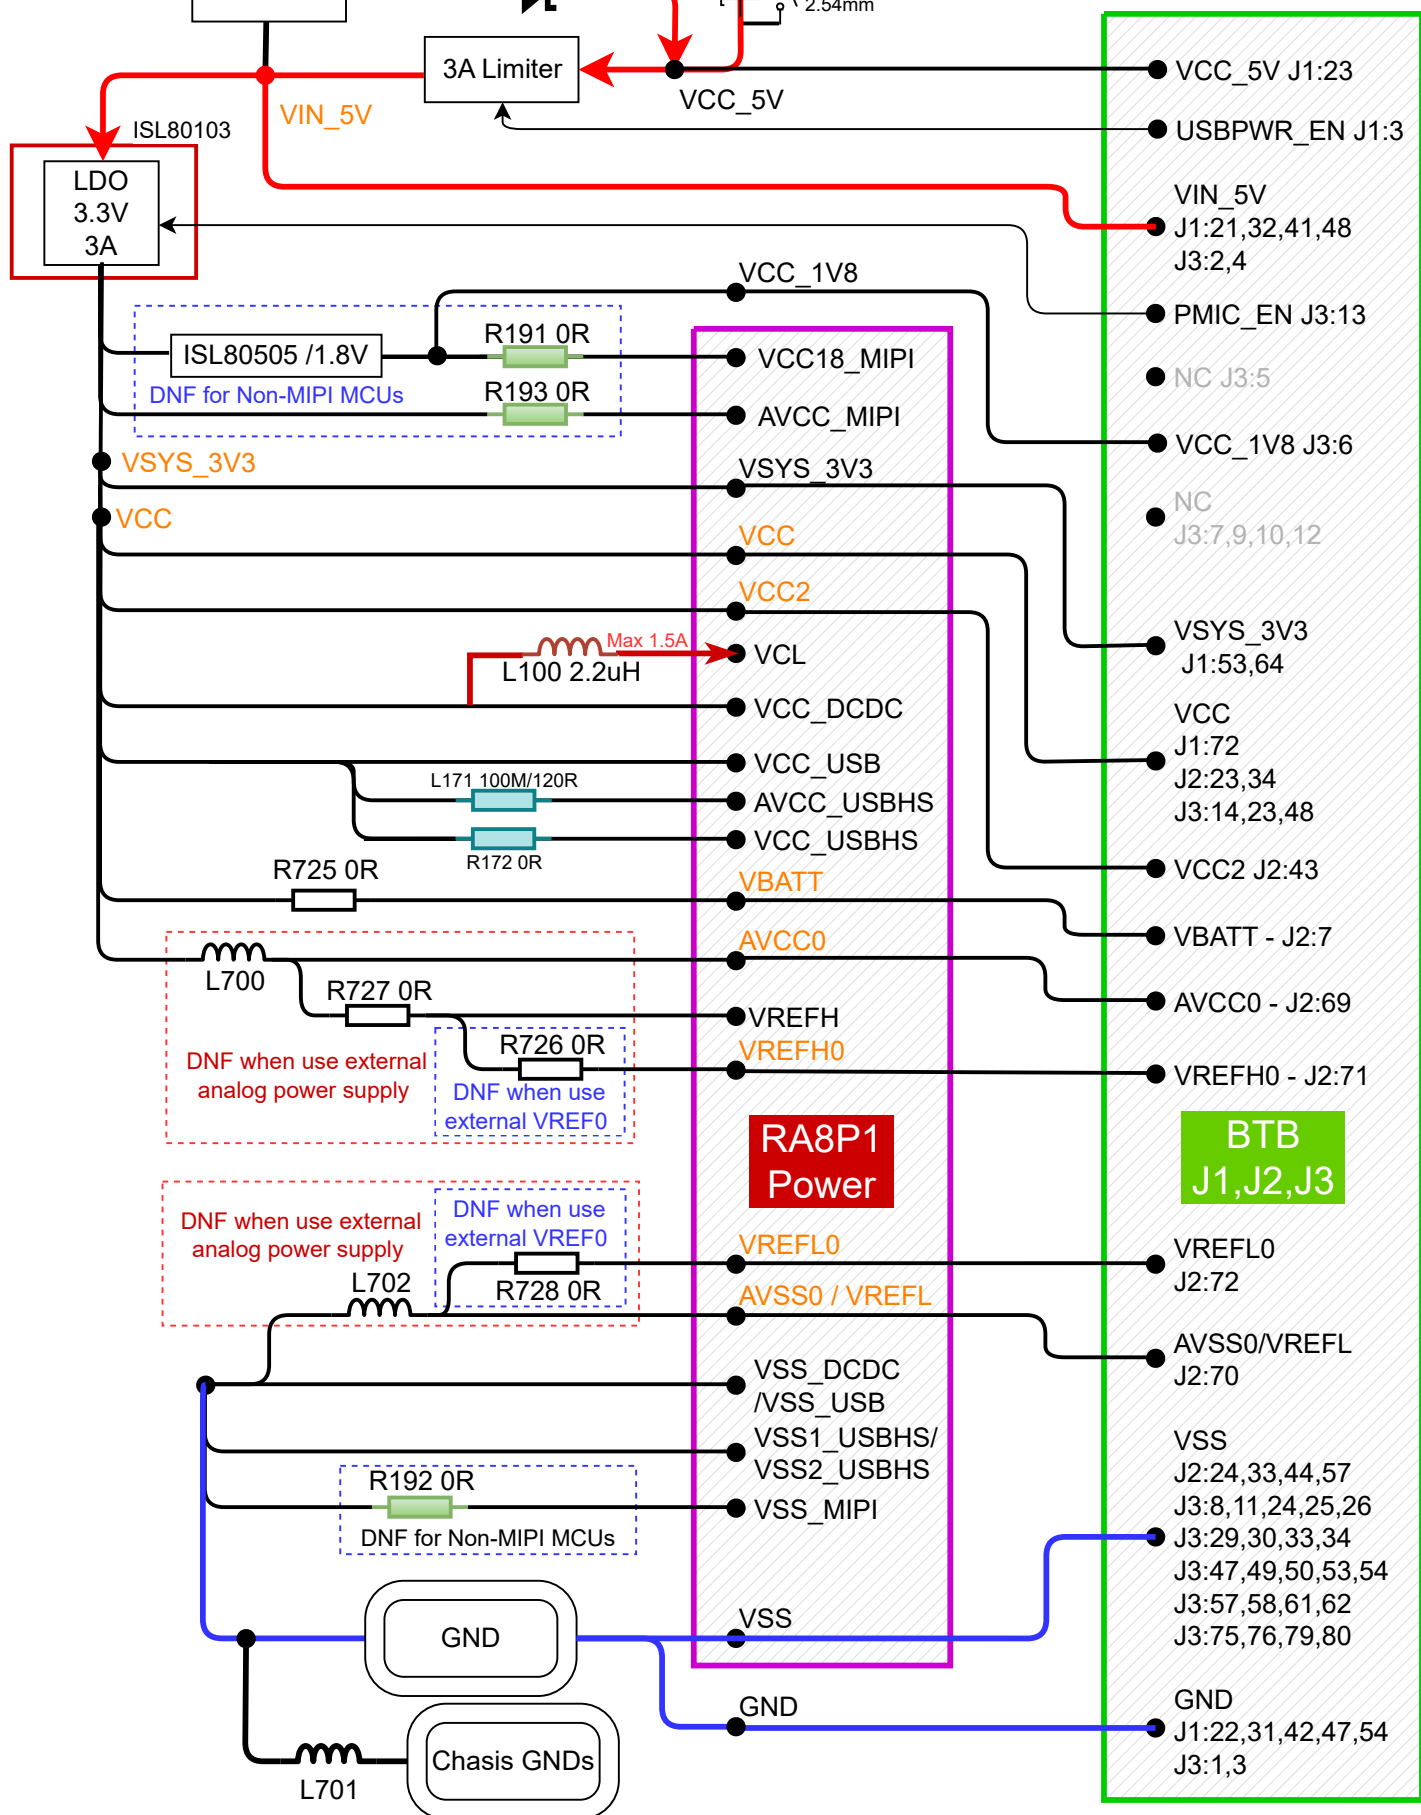 2.54mm
3A Limiter
VCC_5V
VCC_5V J1:23
VIN_5V
USBPWR_EN J1:3
ISL80103
LDO
3.3V
3A
VIN_5V
J1:21,32,41,48
J3:2,4
VCC_1V8
PMIC_EN J3:13
R191 0R
ISL80505 /1.8V
VCC18_MIPI
DNF for Non-MIPI MCUs
R193 0R
AVCC_MIPI
NC J3:5
VCC_1V8 J3:6
VSYS_3V3
VSYS_3V3
VCC
NC
J3:7,9,10,12
VCC
VCC2
Max 1.5A
L100 2.2uH
VCL
VSYS_3V3
J1:53,64
VCC_DCDC
VCC
J1:72
J2:23,34
J3:14,23,48
VCC_USB
L171 100M/120R
AVCC_USBHS
VCC_USBHS
R172 0R
R725 0R
VBATT
VCC2 J2:43
VBATT - J2:7
AVCC0
L700
R727 0R
AVCC0 - J2:69
VREFH
R726 0R
VREFH0
VREFH0 - J2:71
DNF when use external
analog power supply
DNF when use
external VREF0
RA8P1
Power
BTB
J1,J2,J3
DNF when use external
analog power supply
DNF when use
external VREF0
VREFL0
VREFL0
J2:72
L702
R728 0R
AVSS0 / VREFL
AVSS0/VREFL
J2:70
VSS_DCDC
/VSS_USB
VSS1_USBHS/
VSS2_USBHS
R192 0R
VSS_MIPI
DNF for Non-MIPI MCUs
VSS
J2:24,33,44,57
J3:8,11,24,25,26
J3:29,30,33,34
J3:47,49,50,53,54
J3:57,58,61,62
J3:75,76,79,80
GND
VSS
GND
GND
J1:22,31,42,47,54
J3:1,3
Chasis GNDs
L701